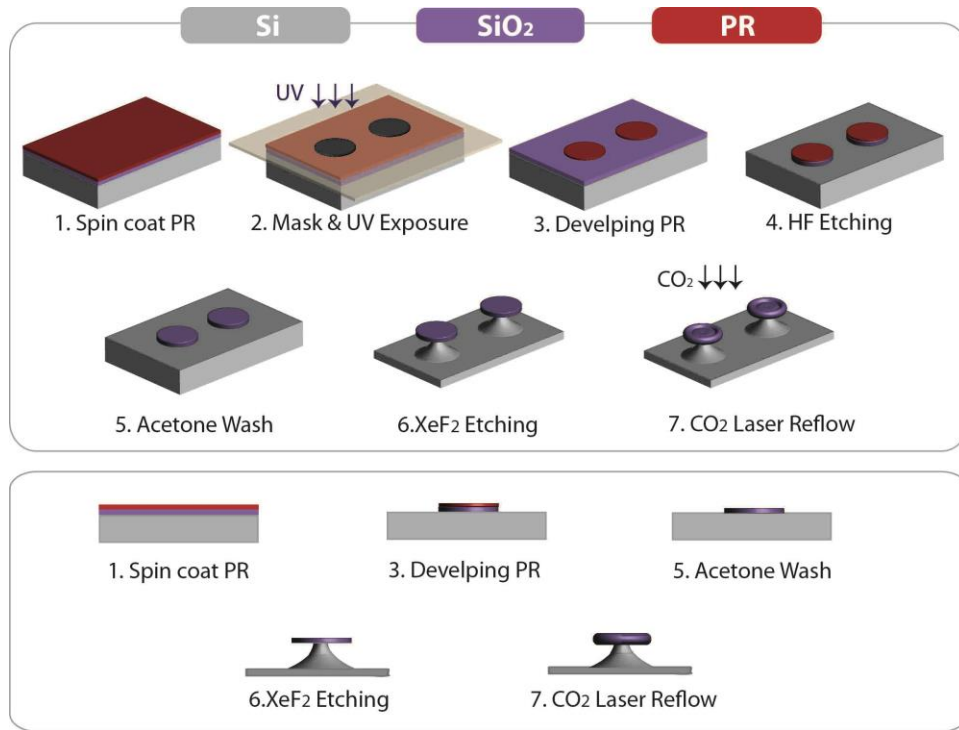 Si
SiO₂
PR
UV
1. Spin coat PR
2. Mask & UV Exposure
3. Develping PR
4. HF Etching
CO₂
5. Acetone Wash
6.XeF₂ Etching
7. CO₂ Laser Reflow
1. Spin coat PR
3. Develping PR
5. Acetone Wash
6.XeF₂ Etching
7. CO₂ Laser Reflow